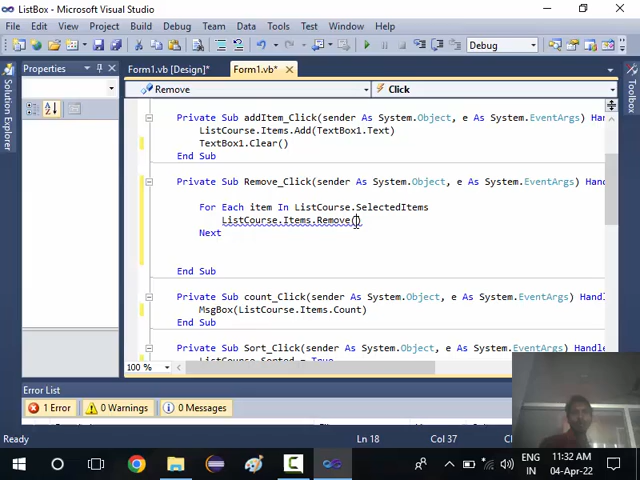 ListBox - Microsoft Visual Studio
File Edit View Project Build Debug Team Data Tools Test Window Help
Debug
Properties
Form1.vb [Design]*
Form1.vb*
Solution Explorer
Toolbox
Remove
Click
Private Sub addItem_Click(sender As System.Object, e As System.EventArgs) Han
ListCourse.Items.Add(TextBox1.Text)
TextBox1.Clear()
End Sub
Private Sub Remove_Click(sender As System.Object, e As System.EventArgs) Hand
For Each item In ListCourse.SelectedItems
ListCourse.Items.Remove()
Next
End Sub
Private Sub count_Click(sender As System.Object, e As System.EventArgs) Handle
MsgBox(ListCourse.Items.Count)
End Sub
Private Sub Sort_Click(sender As System.Object, e As System.EventArgs) Handle
ListCourse.Sorted = True
100 %
Error List
1 Error
0 Warnings
0 Messages
Ready
Ln 18
Col 37
ENG
IN
11:32 AM
04-Apr-22